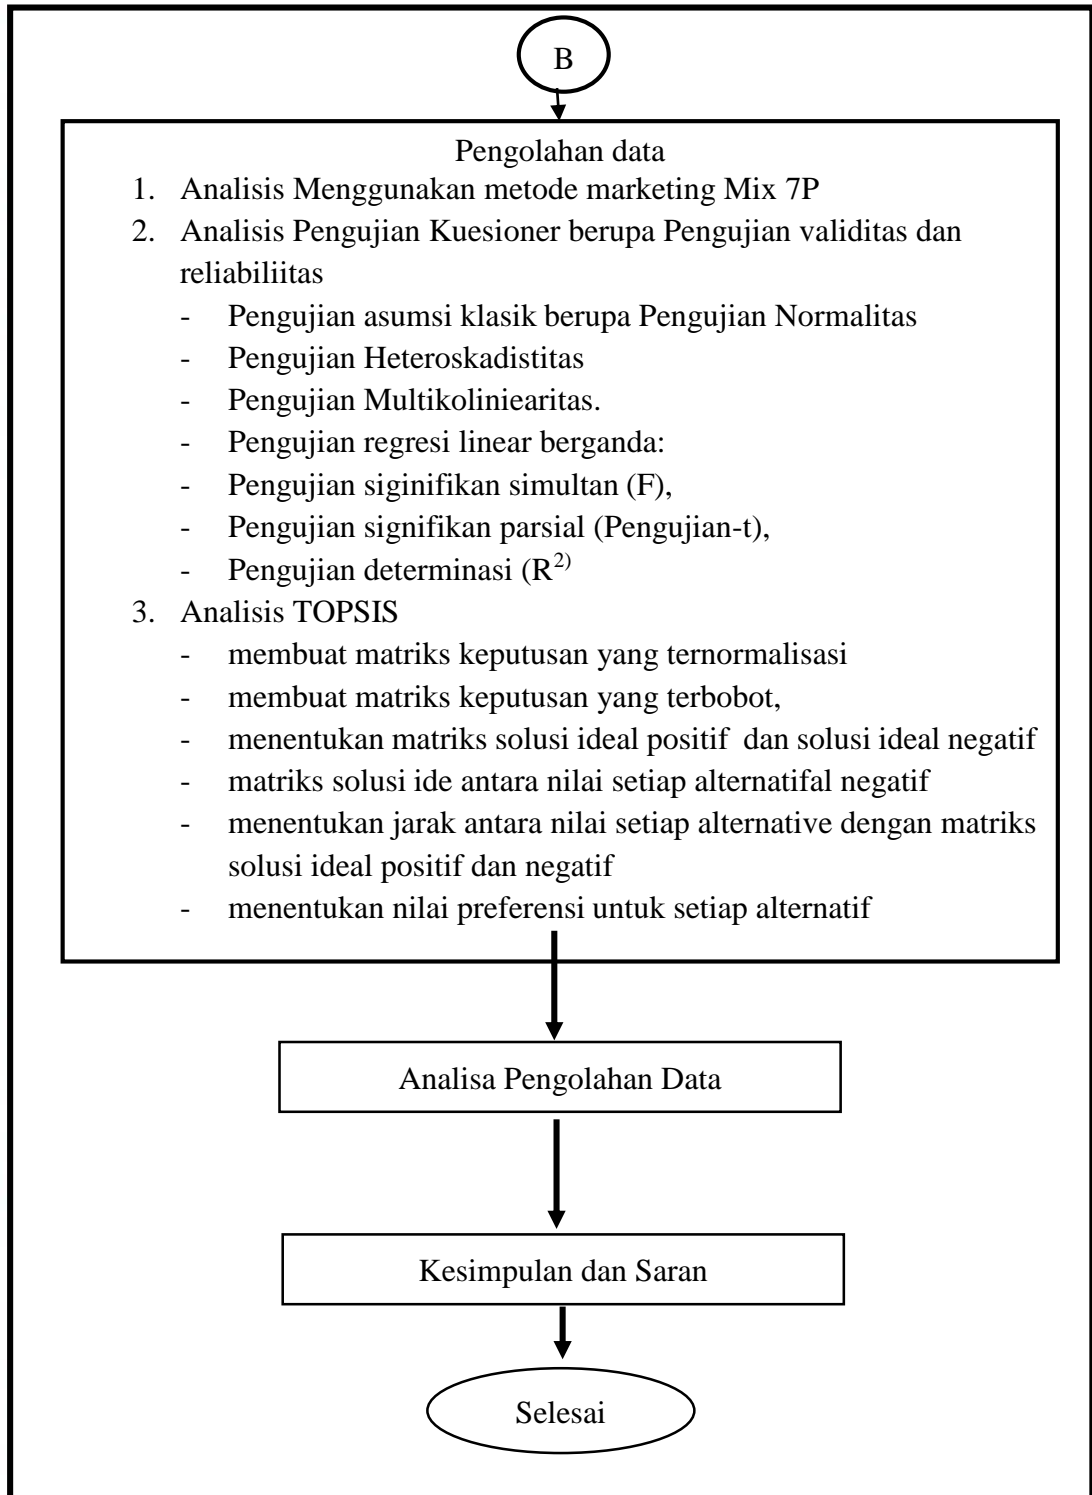 B
Pengolahan data
1. Analisis Menggunakan metode marketing Mix 7P
2. Analisis Pengujian Kuesioner berupa Pengujian validitas dan
reliabiliitas
- Pengujian asumsi klasik berupa Pengujian Normalitas
- Pengujian Heteroskadistitas
- Pengujian Multikoliniearitas.
- Pengujian regresi linear berganda:
- Pengujian siginifikan simultan (F),
- Pengujian signifikan parsial (Pengujian-t),
- Pengujian determinasi (R²⁾
3. Analisis TOPSIS
- membuat matriks keputusan yang ternormalisasi
- membuat matriks keputusan yang terbobot,
- menentukan matriks solusi ideal positif dan solusi ideal negatif
- matriks solusi ide antara nilai setiap alternatifal negatif
- menentukan jarak antara nilai setiap alternative dengan matriks
solusi ideal positif dan negatif
- menentukan nilai preferensi untuk setiap alternatif
Analisa Pengolahan Data
Kesimpulan dan Saran
Selesai